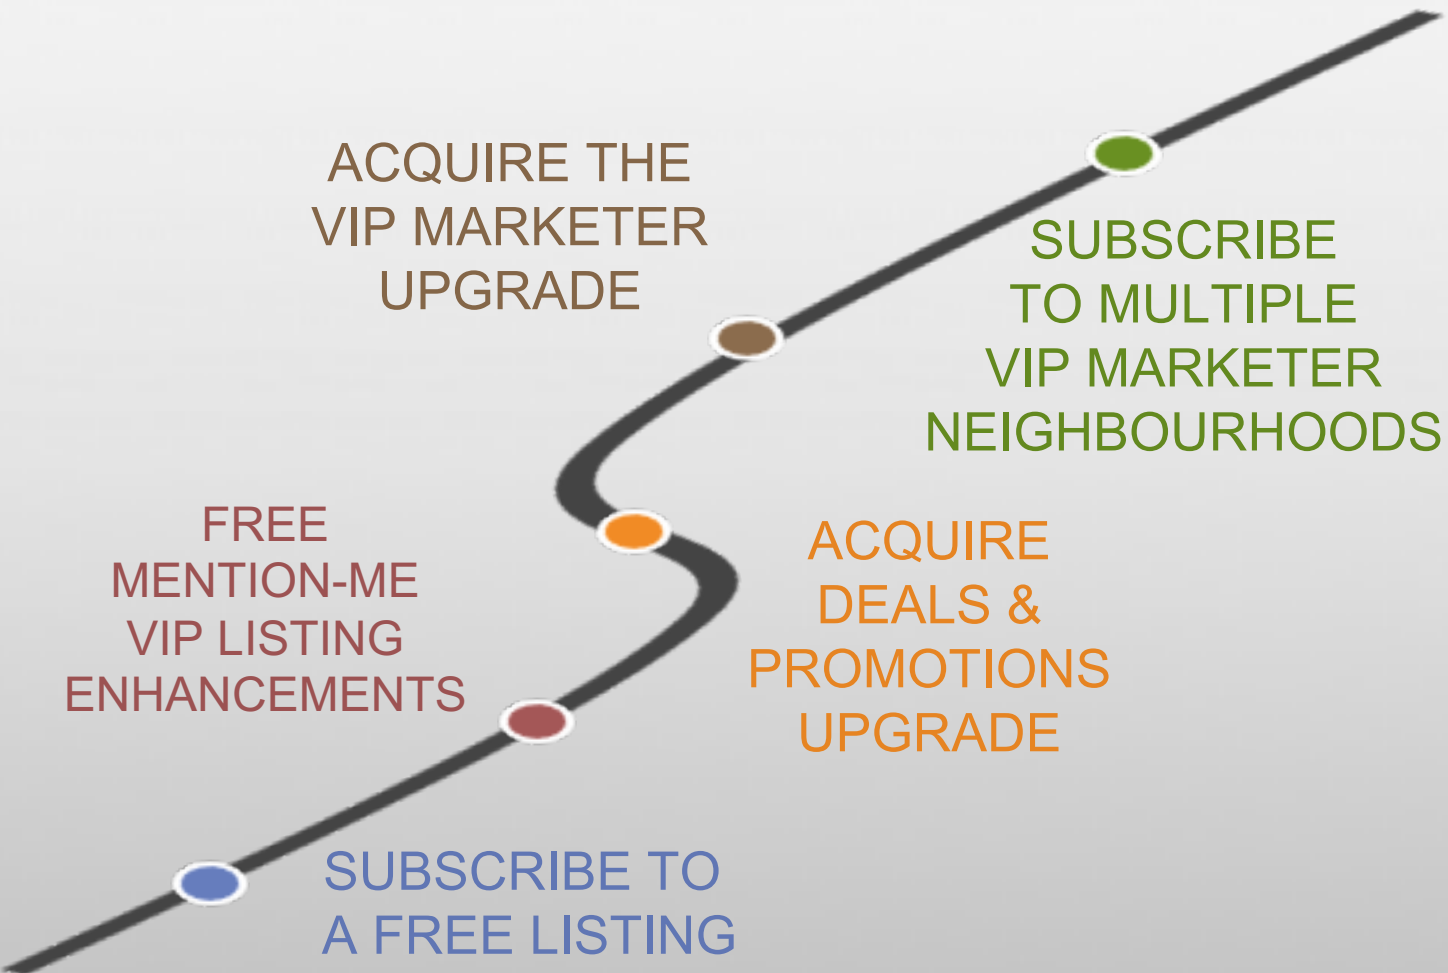 ACQUIRE THE
VIP MARKETER
UPGRADE
SUBSCRIBE
TO MULTIPLE
VIP MARKETER
NEIGHBOURHOODS
FREE
MENTION-ME
VIP LISTING
ENHANCEMENTS
ACQUIRE
DEALS &
PROMOTIONS
UPGRADE
SUBSCRIBE TO
A FREE LISTING